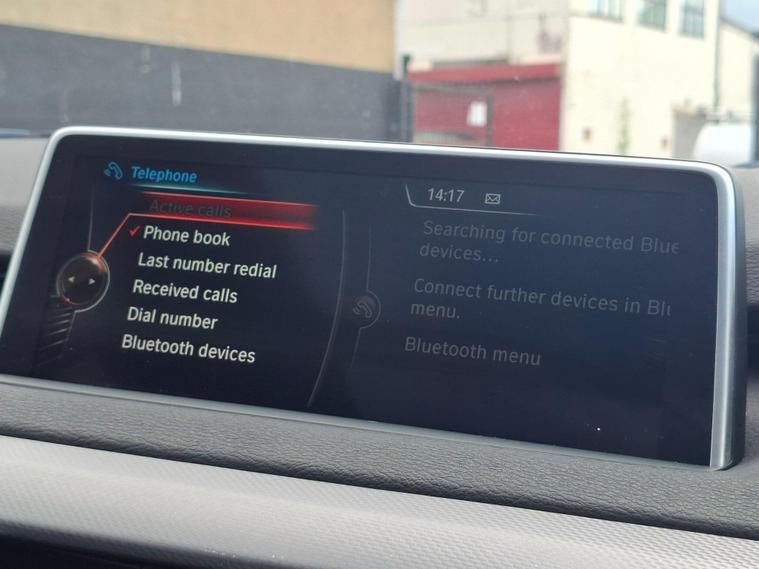 Telephone
14:17
Active calls
Phone book
Last number redial
Received calls
Dial number
Bluetooth devices
Searching for connected Blue
devices...
Connect further devices in Blu
menu.
Bluetooth menu